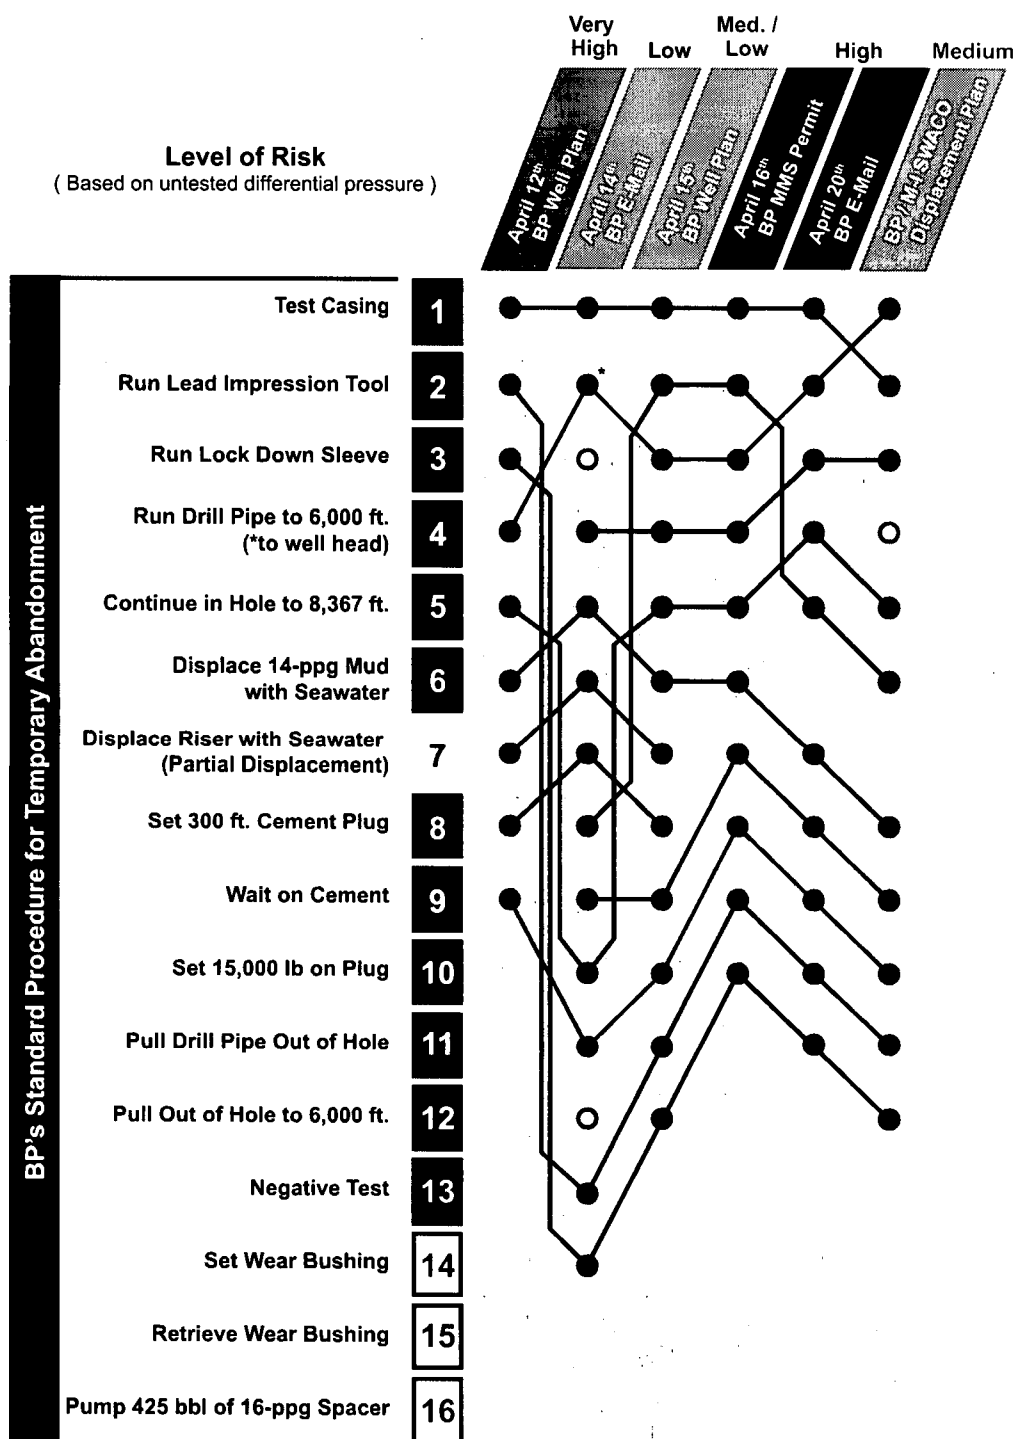 Very
High
Low
Med. /
Low
High
Medium
Level of Risk
( Based on untested differential pressure )
April 12th
BP Well Plan
April 14th
BP E-Mail
April 15th
BP Well Plan
April 16th
BP MMS Permit
April 20th
BP E-Mail
BP / M-I SWACO
Displacement Plan
BP's Standard Procedure for Temporary Abandonment
Test Casing 1
Run Lead Impression Tool 2
*
Run Lock Down Sleeve 3
Run Drill Pipe to 6,000 ft.
(*to well head) 4
Continue in Hole to 8,367 ft. 5
Displace 14-ppg Mud
with Seawater 6
Displace Riser with Seawater
(Partial Displacement) 7
Set 300 ft. Cement Plug 8
Wait on Cement 9
Set 15,000 lb on Plug 10
Pull Drill Pipe Out of Hole 11
Pull Out of Hole to 6,000 ft. 12
Negative Test 13
Set Wear Bushing 14
Retrieve Wear Bushing 15
Pump 425 bbl of 16-ppg Spacer 16